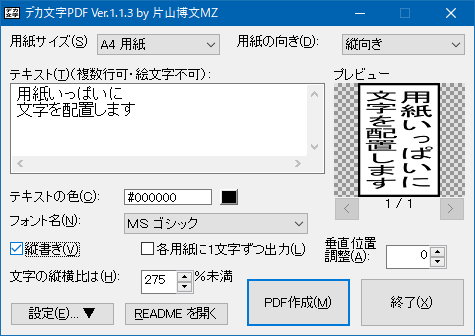 デカ文字PDF Ver.1.1.3 by 片山博文MZ
用紙サイズ(S) A4 用紙 用紙の向き(D): 縦向き
テキスト(T)(複数行可・絵文字不可): プレビュー
用紙いっぱいに
文字を配置します
用紙いっぱいに
文字を配置します
1 / 1
テキストの色(C): #000000
フォント名(N): MS ゴシック
縦書き(V) 各用紙に1文字ずつ出力(L) 垂直位置
調整(A): 0
文字の縦横比は(H): 275 %未満
設定(E)...▼ README を開く PDF作成(M) 終了(X)